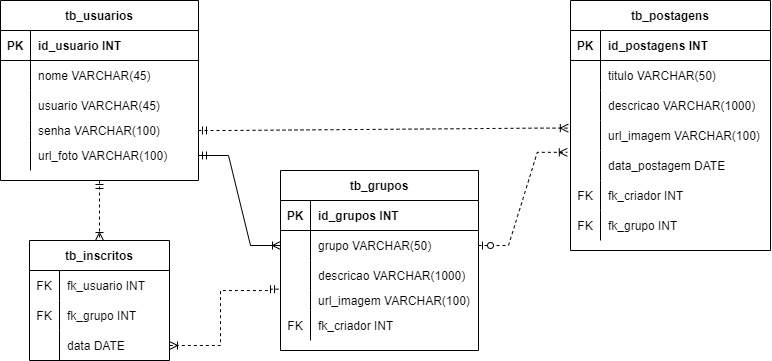 tb_usuarios
PK id_usuario INT
nome VARCHAR(45)
usuario VARCHAR(45)
senha VARCHAR(100)
url_foto VARCHAR(100)
tb_postagens
PK id_postagens INT
titulo VARCHAR(50)
descricao VARCHAR(1000)
url_imagem VARCHAR(100)
data_postagem DATE
FK fk_criador INT
FK fk_grupo INT
tb_grupos
PK id_grupos INT
grupo VARCHAR(50)
descricao VARCHAR(1000)
url_imagem VARCHAR(100)
FK fk_criador INT
tb_inscritos
FK fk_usuario INT
FK fk_grupo INT
data DATE